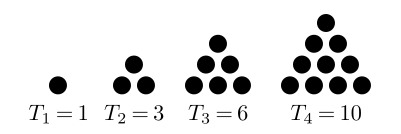 T₁ = 1 T₂ = 3 T₃ = 6 T₄ = 10